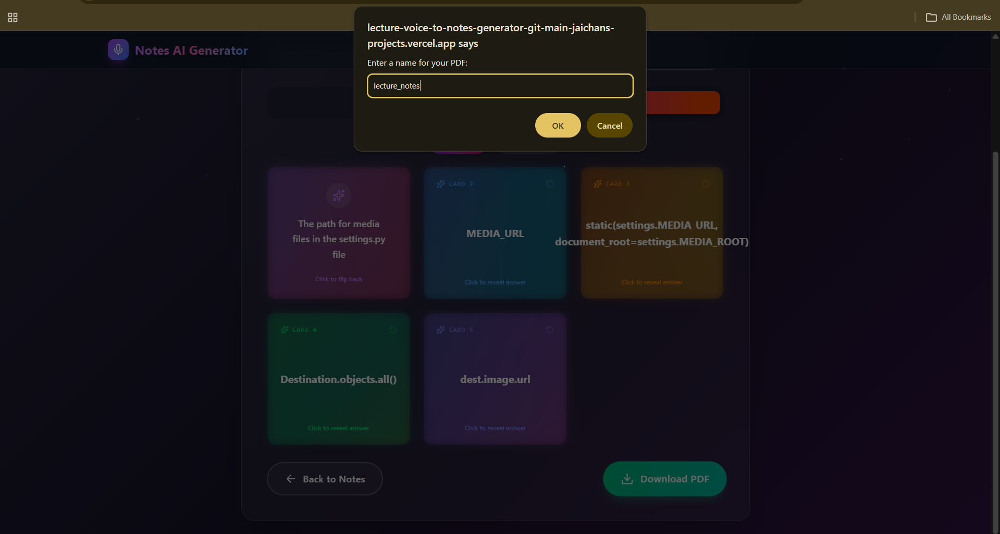 All Bookmarks
lecture-voice-to-notes-generator-git-main-jaichans-
projects.vercel.app says
Enter a name for your PDF:
lecture_notes
OK
Cancel
Notes AI Generator
The path for media
files in the settings.py
file
Click to flip back
CARD 2
MEDIA_URL
Click to reveal answer
CARD 3
static(settings.MEDIA_URL,
document_root=settings.MEDIA_ROOT)
Click to reveal answer
CARD 4
Destination.objects.all()
Click to reveal answer
CARD 5
dest.image.url
Click to reveal answer
Back to Notes
Download PDF